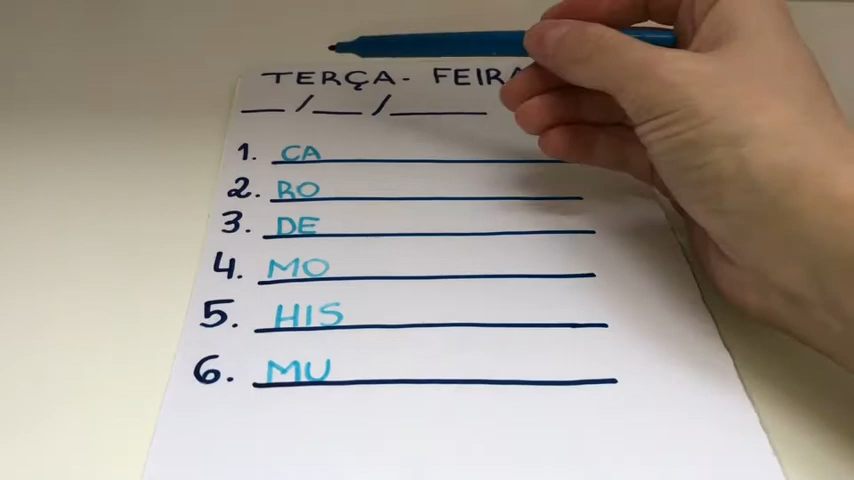 TERÇA- FEIRA
__/__/____
1. CA
2. RO
3. DE
4. MO
5. HIS
6. MU